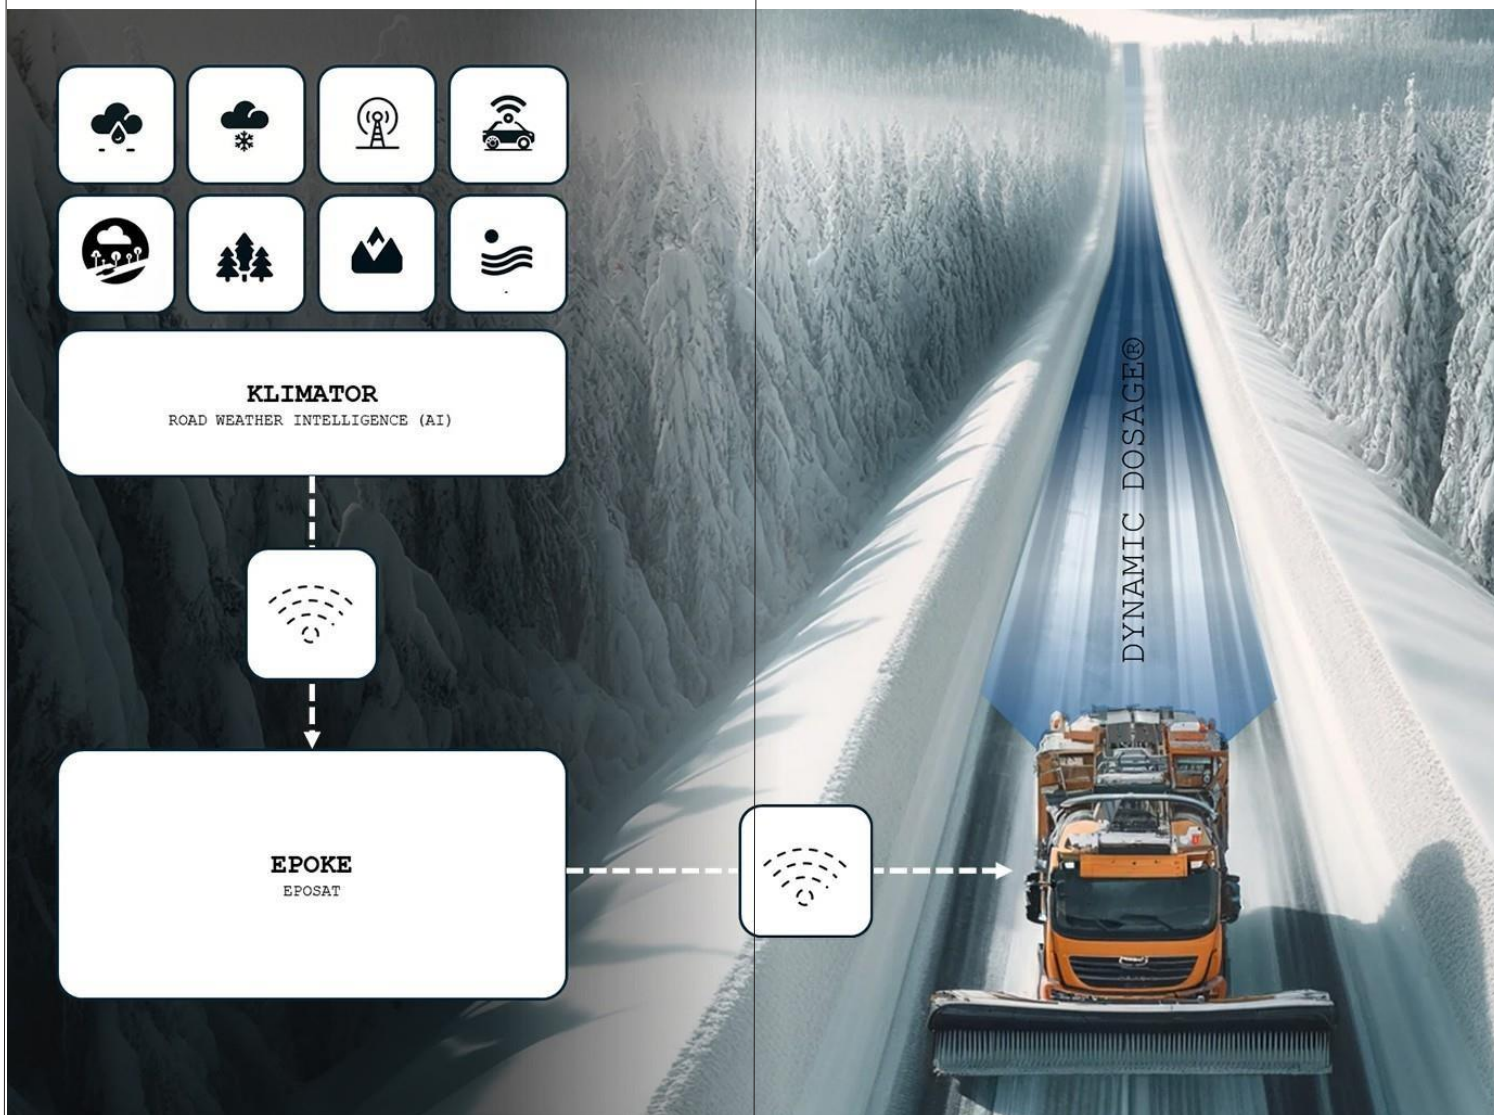 KLIMATOR
ROAD WEATHER INTELLIGENCE (AI)
EPOKE
EPOSAT
DYNAMIC DOSAGE®